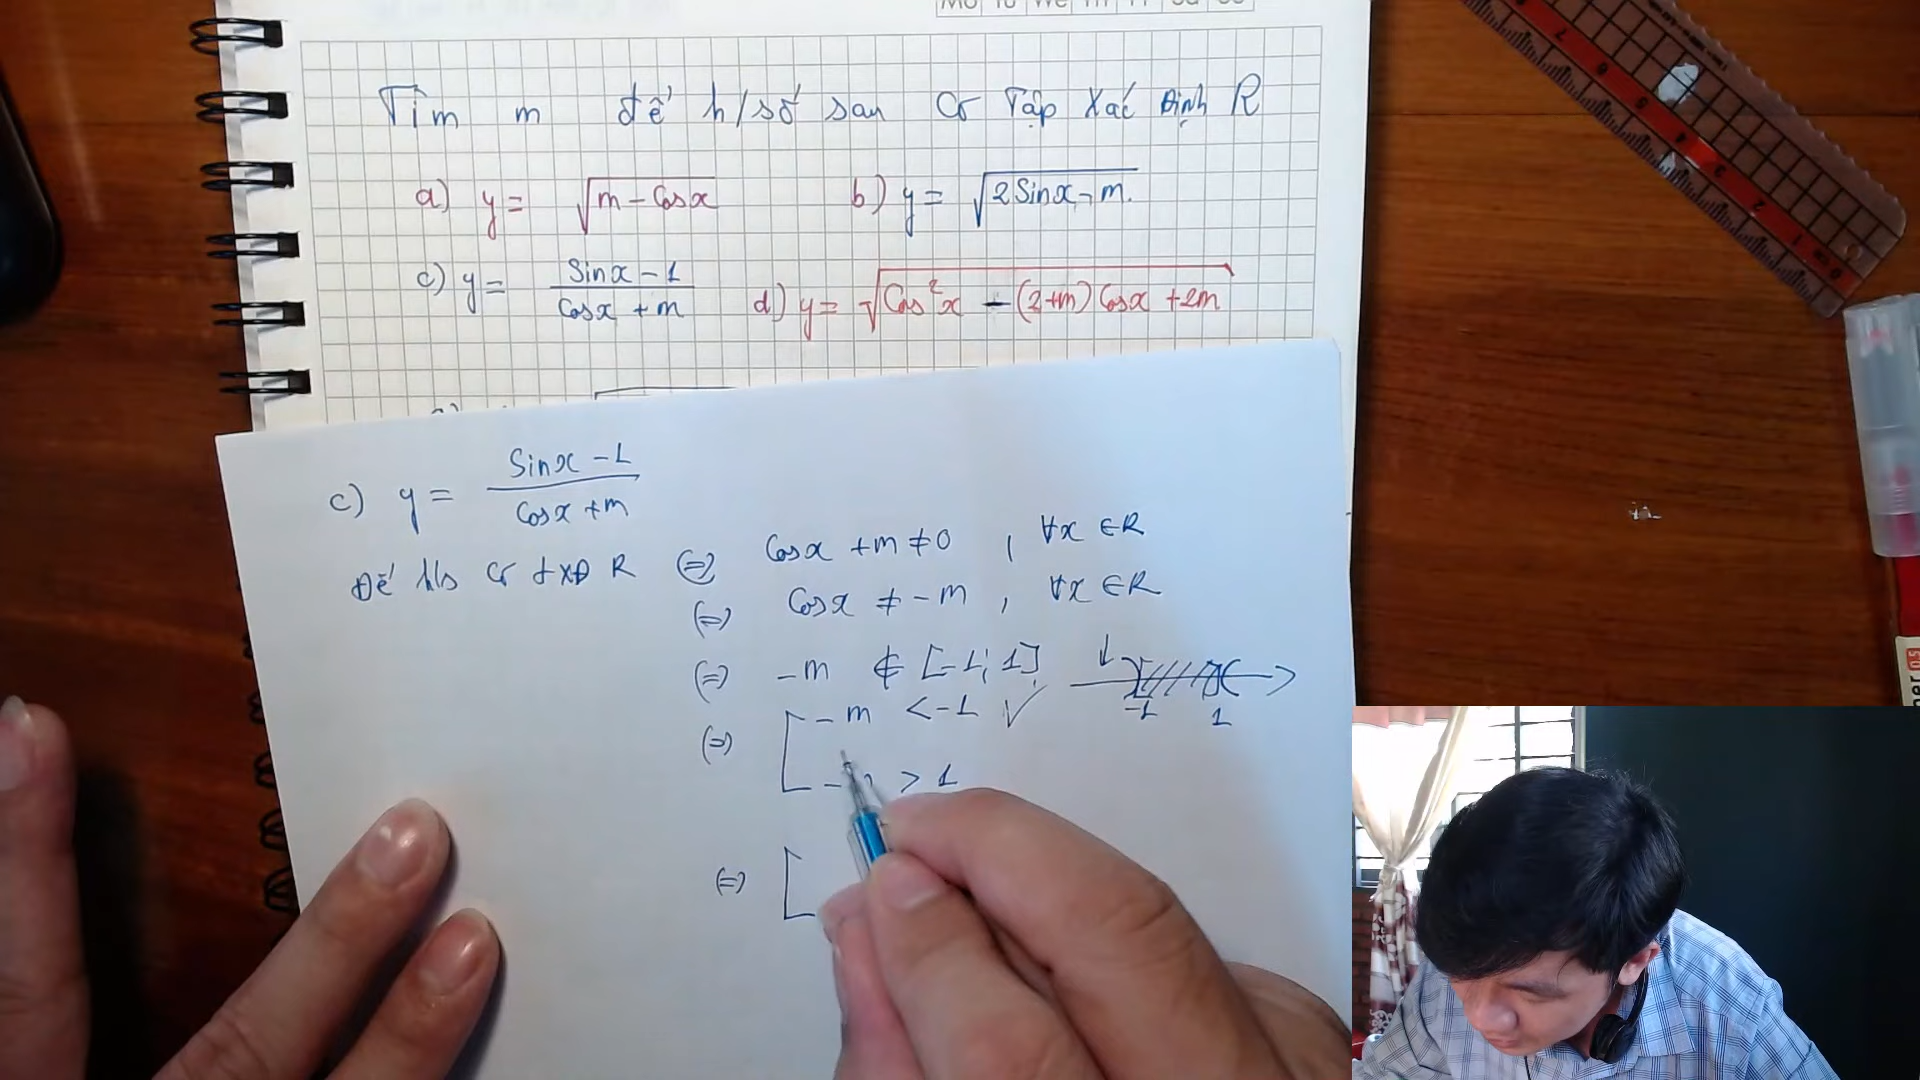 Tìm m để h/số sau Có Tập Xác Định R
a) y = √m - Cosx
b) y = √2Sinx - m.
c) y = Sinx - 1 / Cosx + m
d) y = √Cos²x - (2+m) Cosx + 2m
c) y = Sinx - 1 / Cosx + m
Để h/s Có TXĐ R (=) Cosx + m ≠ 0 , ∀x ∈ R
(=) Cosx ≠ - m , ∀x ∈ R
(=) - m ∉ [-1; 1]
-1 1
(=) [ - m < -1 ✓
> 1
(=) [